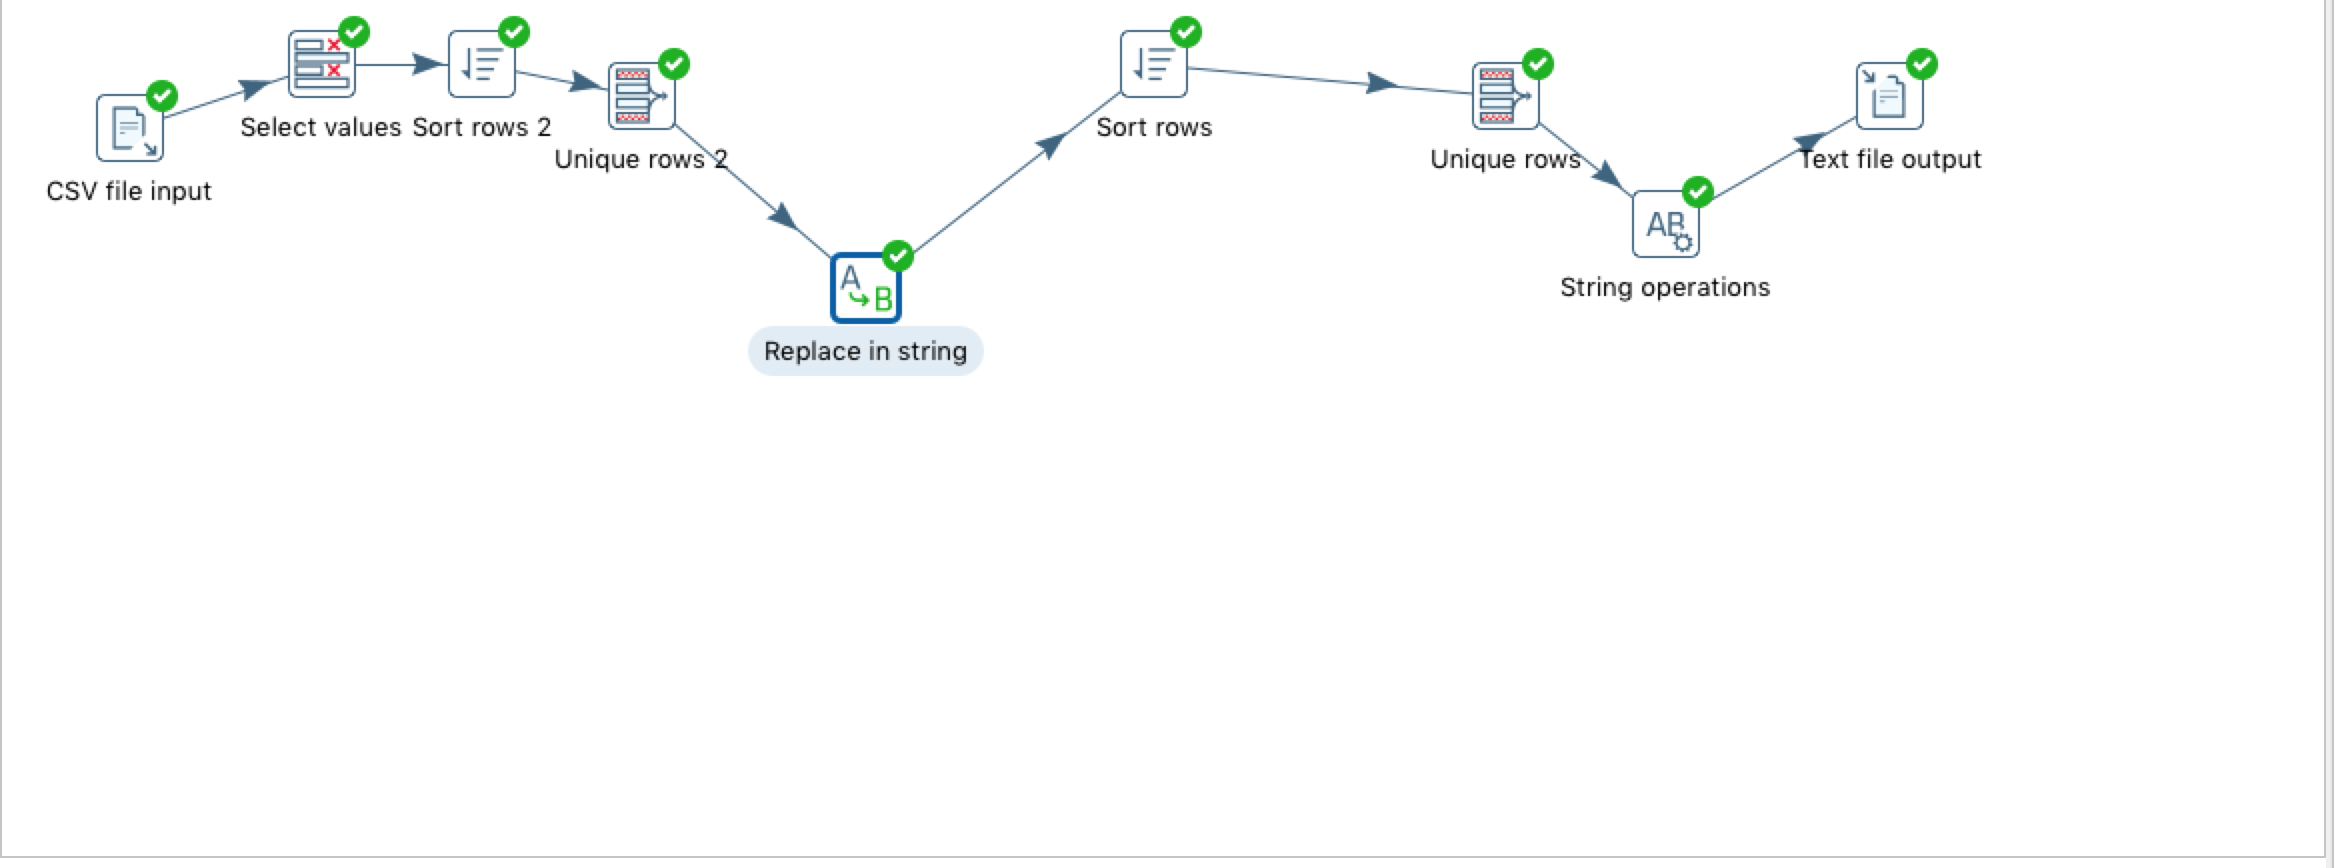 CSV file input
Select values
Sort rows 2
Unique rows 2
A
B
Replace in string
Sort rows
Unique rows
AB
String operations
Text file output